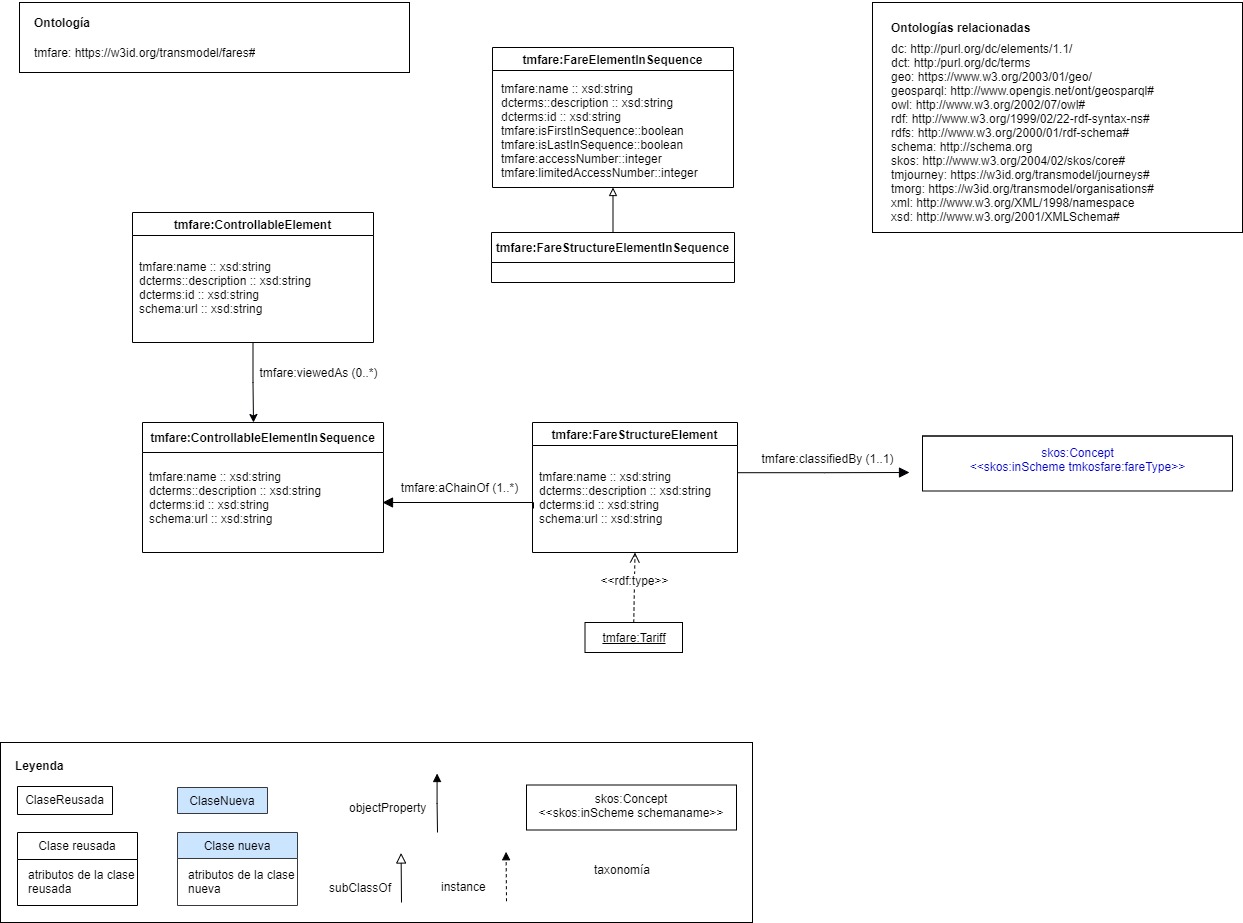 Ontología
tmfare: https://w3id.org/transmodel/fares#
Ontologías relacionadas
dc: http://purl.org/dc/elements/1.1/
dct: http:/purl.org/dc/terms
geo: https://www.w3.org/2003/01/geo/
geosparql: http://www.opengis.net/ont/geosparql#
owl: http://www.w3.org/2002/07/owl#
rdf: http://www.w3.org/1999/02/22-rdf-syntax-ns#
rdfs: http://www.w3.org/2000/01/rdf-schema#
schema: http://schema.org
skos: http://www.w3.org/2004/02/skos/core#
tmjourney: https://w3id.org/transmodel/journeys#
tmorg: https://w3id.org/transmodel/organisations#
xml: http://www.w3.org/XML/1998/namespace
xsd: http://www.w3.org/2001/XMLSchema#
tmfare:FareElementInSequence
tmfare:name :: xsd:string
dcterms::description :: xsd:string
dcterms:id :: xsd:string
tmfare:isFirstInSequence::boolean
tmfare:isLastInSequence::boolean
tmfare:accessNumber::integer
tmfare:limitedAccessNumber::integer
tmfare:FareStructureElementInSequence
tmfare:ControllableElement
tmfare:name :: xsd:string
dcterms::description :: xsd:string
dcterms:id :: xsd:string
schema:url :: xsd:string
tmfare:viewedAs (0..*)
tmfare:ControllableElementInSequence
tmfare:name :: xsd:string
dcterms::description :: xsd:string
dcterms:id :: xsd:string
schema:url :: xsd:string
tmfare:aChainOf (1..*)
tmfare:FareStructureElement
tmfare:name :: xsd:string
dcterms::description :: xsd:string
dcterms:id :: xsd:string
schema:url :: xsd:string
tmfare:classifiedBy (1..1)
skos:Concept
<<skos:inScheme tmkosfare:fareType>>
<<rdf:type>>
tmfare:Tariff
Leyenda
ClaseReusada
ClaseNueva
Clase reusada
atributos de la clase
reusada
Clase nueva
atributos de la clase
nueva
objectProperty
subClassOf
instance
skos:Concept
<<skos:inScheme schemaname>>
taxonomía